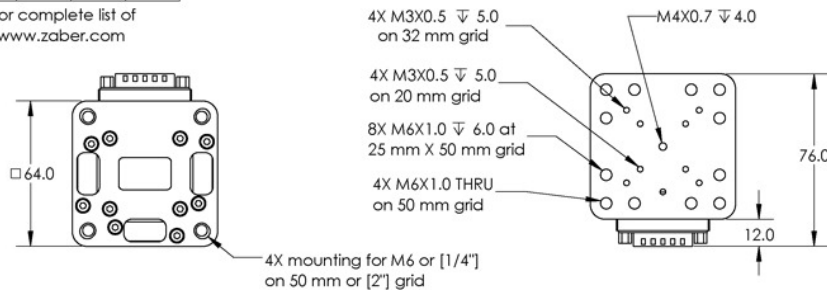 or complete list of
www.zaber.com
4X M3X0.5 ↧ 5.0
on 32 mm grid
M4X0.7 ↧ 4.0
4X M3X0.5 ↧ 5.0
on 20 mm grid
8X M6X1.0 ↧ 6.0 at
25 mm X 50 mm grid
4X M6X1.0 THRU
on 50 mm grid
□ 64.0
76.0
12.0
4X mounting for M6 or [1/4"]
on 50 mm or [2"] grid